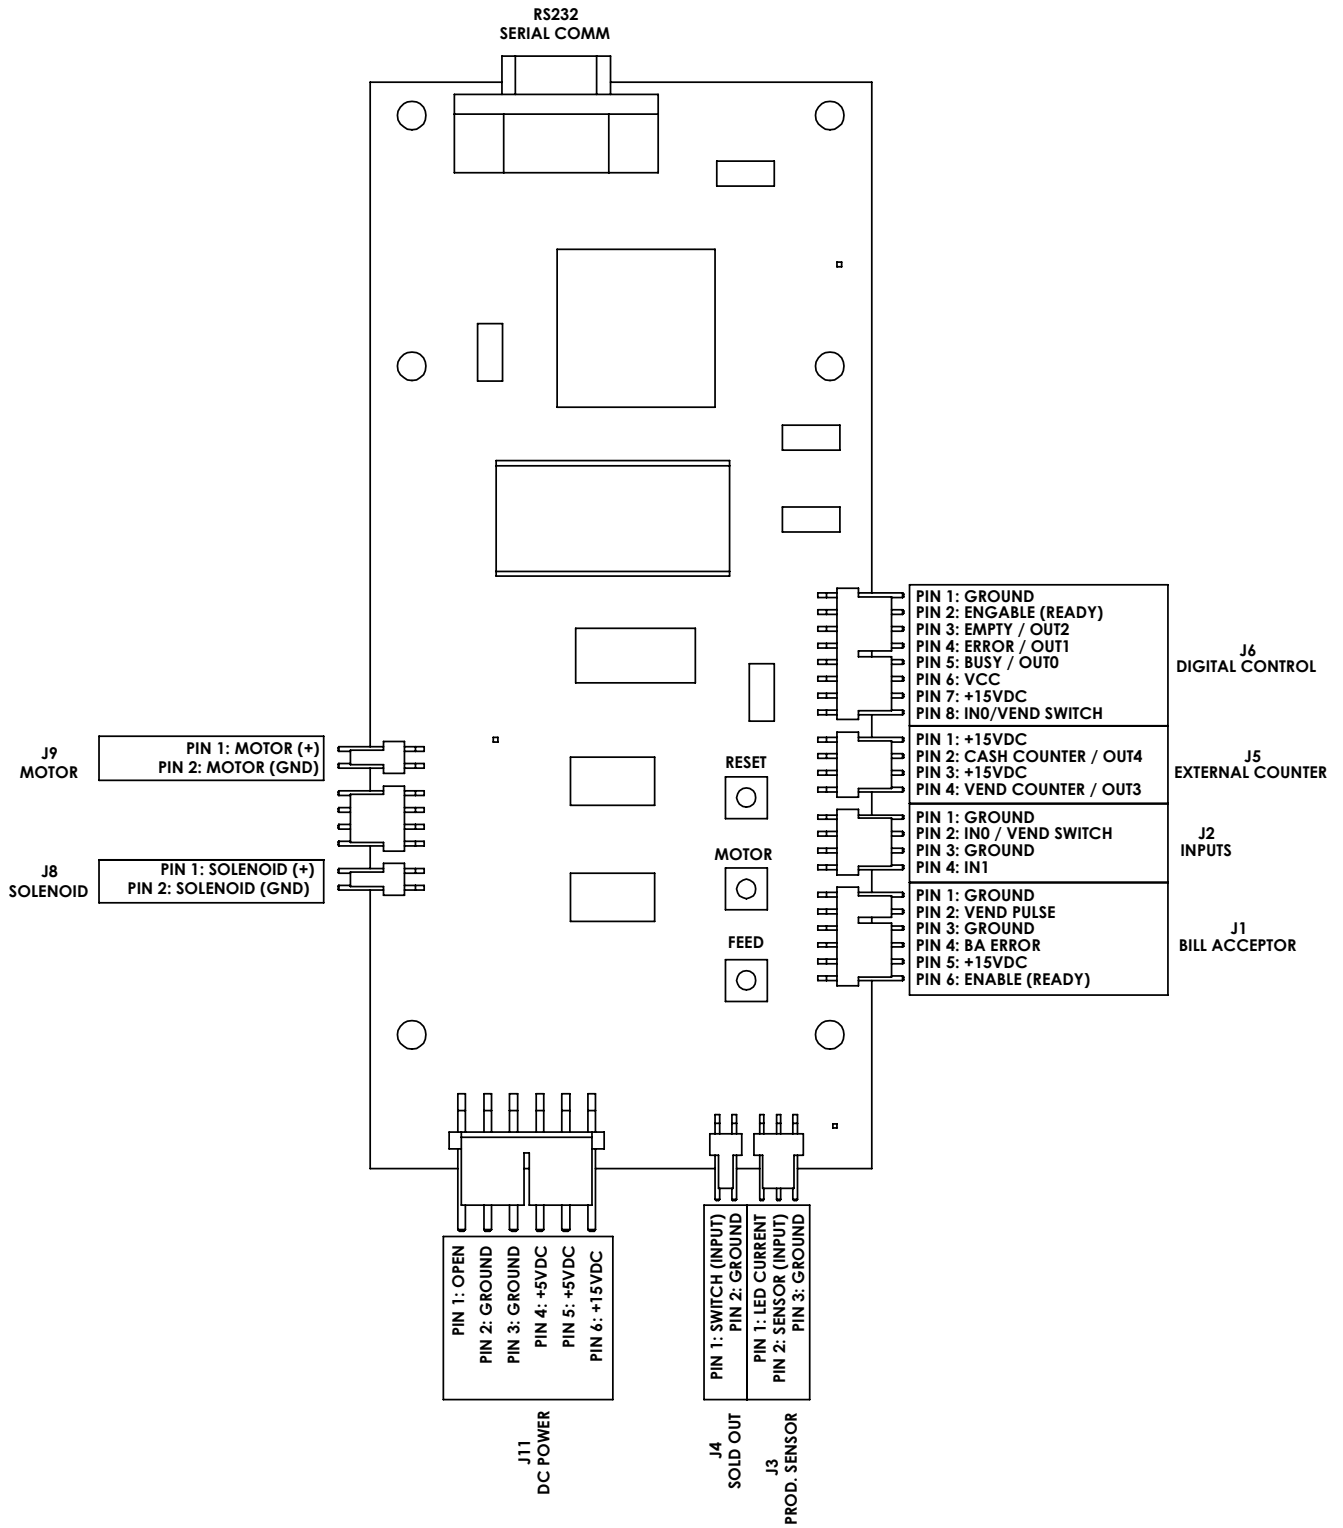 RS232
SERIAL COMM
PIN 1: GROUND
PIN 2: ENGABLE (READY)
PIN 3: EMPTY / OUT2
PIN 4: ERROR / OUT1
PIN 5: BUSY / OUT0
PIN 6: VCC
PIN 7: +15VDC
PIN 8: IN0/VEND SWITCH
J6
DIGITAL CONTROL
PIN 1: +15VDC
PIN 2: CASH COUNTER / OUT4
PIN 3: +15VDC
PIN 4: VEND COUNTER / OUT3
J5
EXTERNAL COUNTER
PIN 1: GROUND
PIN 2: IN0 / VEND SWITCH
PIN 3: GROUND
PIN 4: IN1
J2
INPUTS
PIN 1: GROUND
PIN 2: VEND PULSE
PIN 3: GROUND
PIN 4: BA ERROR
PIN 5: +15VDC
PIN 6: ENABLE (READY)
J1
BILL ACCEPTOR
J9
MOTOR
PIN 1: MOTOR (+)
PIN 2: MOTOR (GND)
J8
SOLENOID
PIN 1: SOLENOID (+)
PIN 2: SOLENOID (GND)
RESET
MOTOR
FEED
PIN 1: OPEN
PIN 2: GROUND
PIN 3: GROUND
PIN 4: +5VDC
PIN 5: +5VDC
PIN 6: +15VDC
J11
DC POWER
PIN 1: SWITCH (INPUT)
PIN 2: GROUND
J4
SOLD OUT
PIN 1: LED CURRENT
PIN 2: SENSOR (INPUT)
PIN 3: GROUND
J3
PROD. SENSOR